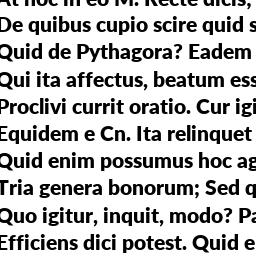 At hoc in eo M. Recte dicis;
De quibus cupio scire quid s
Quid de Pythagora? Eadem
Qui ita affectus, beatum ess
Proclivi currit oratio. Cur igi
Equidem e Cn. Ita relinquet
Quid enim possumus hoc ag
Tria genera bonorum; Sed q
Quo igitur, inquit, modo? Pa
Efficiens dici potest. Quid e